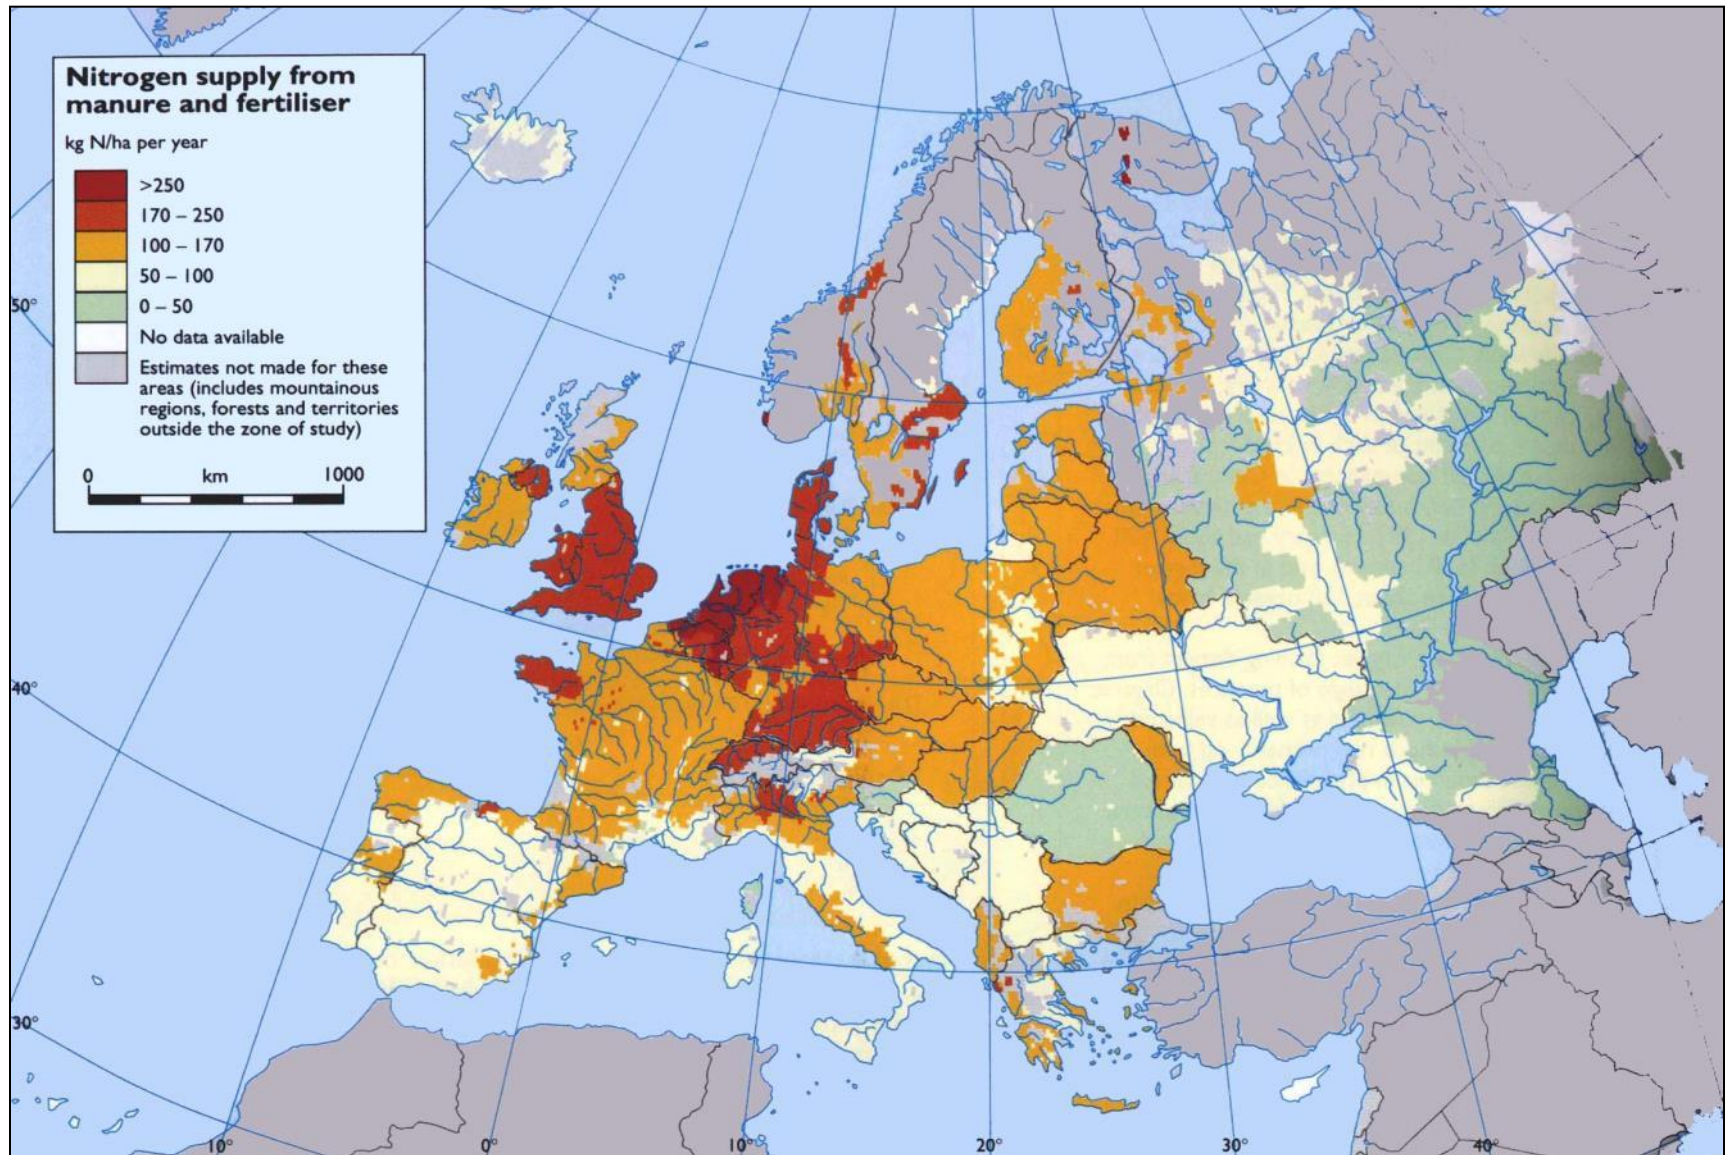 Nitrogen supply from
manure and fertiliser
kg N/ha per year
>250
170 – 250
100 – 170
50 – 100
0 – 50
No data available
Estimates not made for these
areas (includes mountainous
regions, forests and territories
outside the zone of study)
0 km 1000
50°
40°
30°
10° 0° 10° 20° 30° 40°